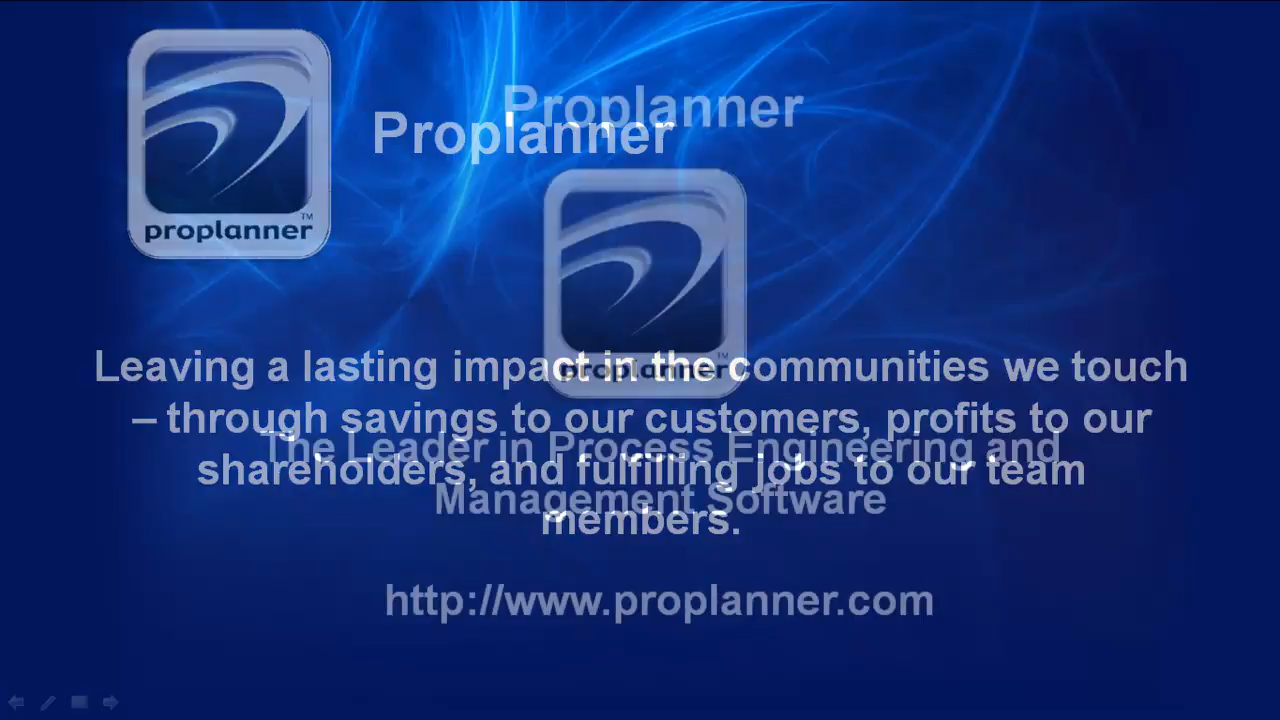 Proplanner
Proplanner
proplanner™
proplanner™
Leaving a lasting impact in the communities we touch
– through savings to our customers, profits to our
shareholders, and fulfilling jobs to our team
members.
The Leader in Process Engineering and
Management Software
http://www.proplanner.com